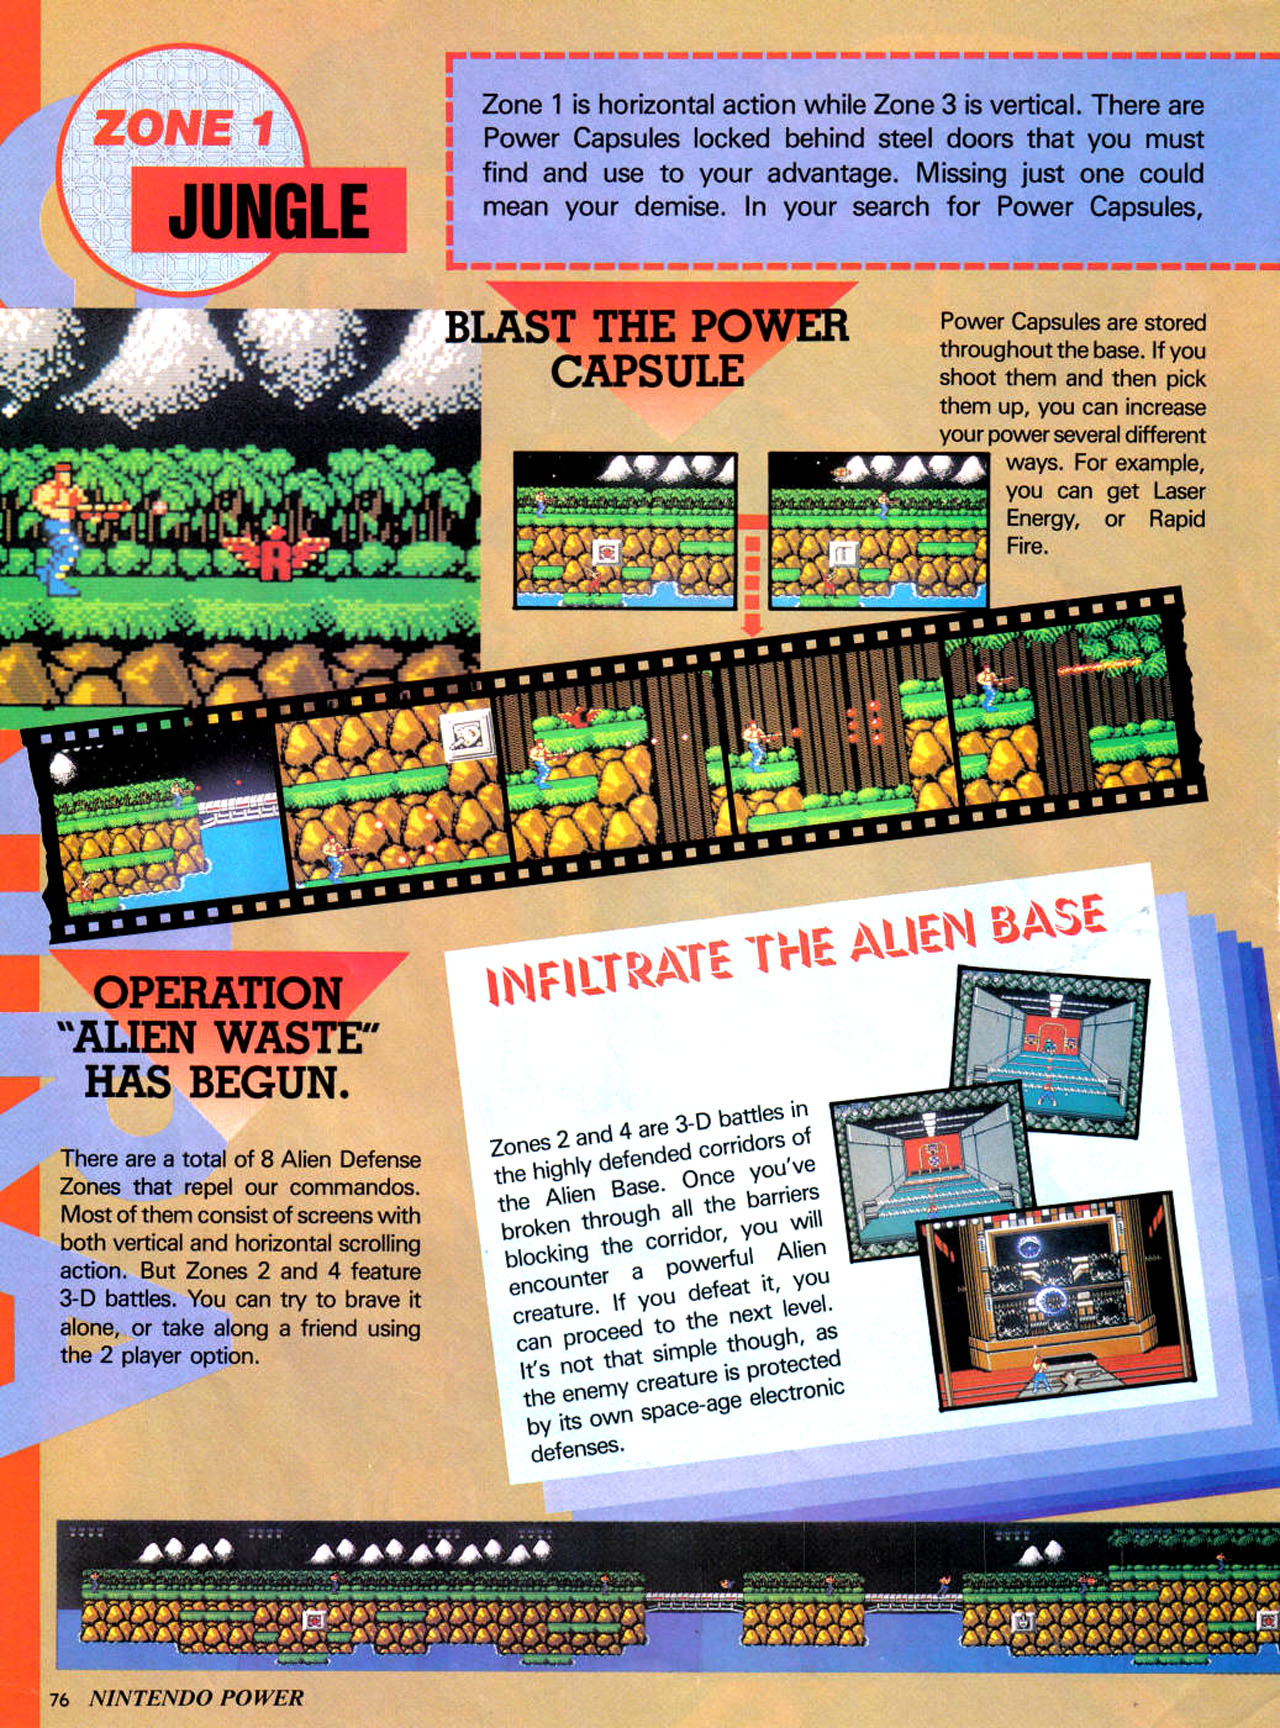 ZONE 1
JUNGLE
Zone 1 is horizontal action while Zone 3 is vertical. There are
Power Capsules locked behind steel doors that you must
find and use to your advantage. Missing just one could
mean your demise. In your search for Power Capsules,
BLAST THE POWER
CAPSULE
Power Capsules are stored
throughout the base. If you
shoot them and then pick
them up, you can increase
your power several different
ways. For example,
you can get Laser
Energy, or Rapid
Fire.
R
OPERATION
"ALIEN WASTE"
HAS BEGUN.
There are a total of 8 Alien Defense
Zones that repel our commandos.
Most of them consist of screens with
both vertical and horizontal scrolling
action. But Zones 2 and 4 feature
3-D battles. You can try to brave it
alone, or take along a friend using
the 2 player option.
INFILTRATE THE ALIEN BASE
Zones 2 and 4 are 3-D battles in
the highly defended corridors of
the Alien Base. Once you've
broken through all the barriers
blocking the corridor, you will
encounter a powerful Alien
creature. If you defeat it, you
can proceed to the next level.
It's not that simple though, as
the enemy creature is protected
by its own space-age electronic
defenses.
76 NINTENDO POWER